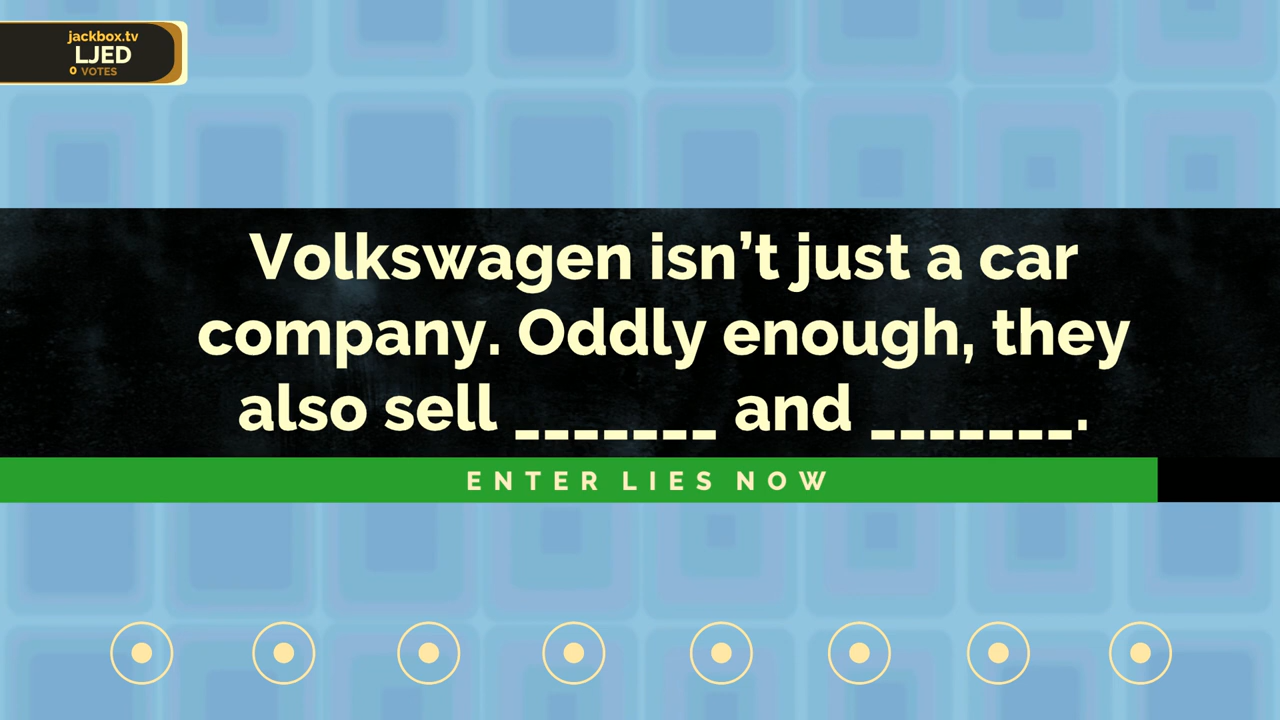 jackbox.tv
LJED
0 VOTES
Volkswagen isn’t just a car
company. Oddly enough, they
also sell _______ and _______.
ENTER LIES NOW